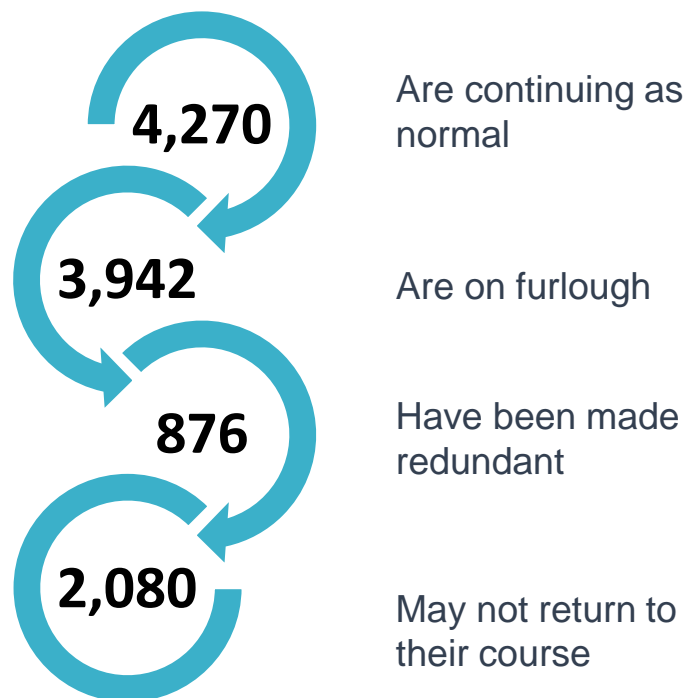 4,270
Are continuing as
normal
3,942
Are on furlough
876
Have been made
redundant
2,080
May not return to
their course